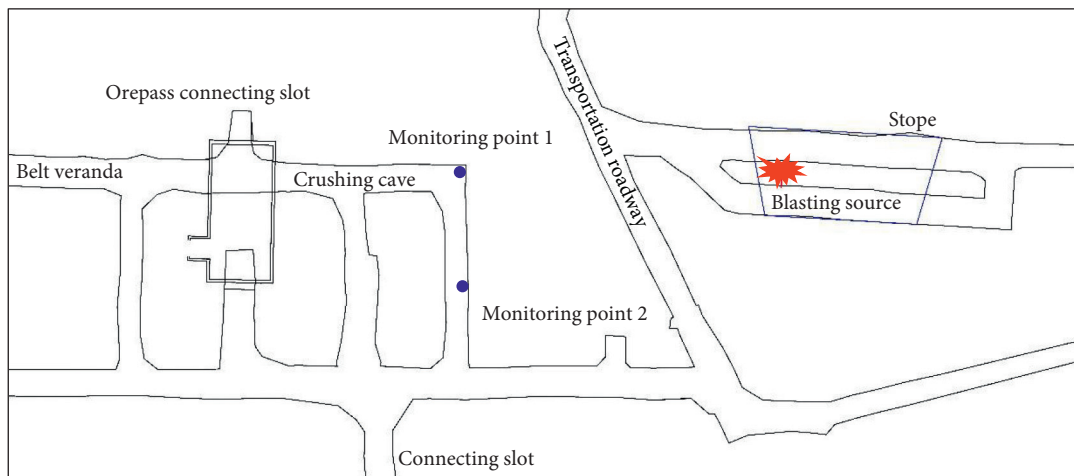 Orepass connecting slot
Monitoring point 1
Transportation roadway
Stope
Belt veranda
Crushing cave
Blasting source
Monitoring point 2
Connecting slot